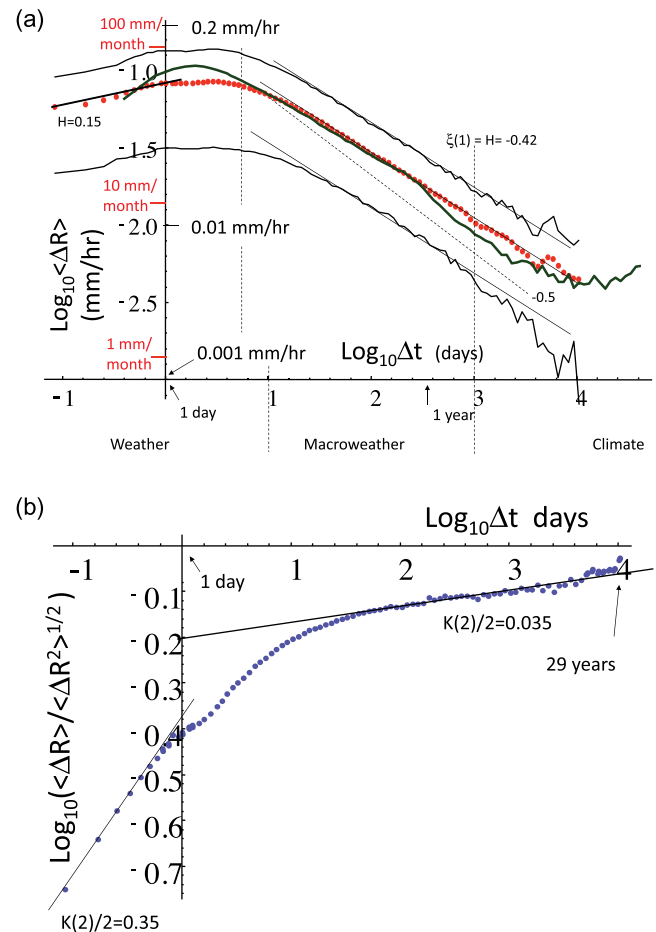 (a)
100 mm/
month
0.2 mm/hr
-1.0
H=0.15
ξ(1) = H= -0.42
-1.5
10 mm/
month
-2.0
0.01 mm/hr
Log10<ΔR>
(mm/hr)
-2.5
-0.5
1 mm/
month
0.001 mm/hr
Log10Δt (days)
-1
1
2
3
4
1 day
1 year
Weather
Macroweather
Climate
(b)
Log10Δt days
-1
1
2
3
4
1 day
-0.1
-0.2
K(2)/2=0.035
-0.3
29 years
-0.4
-0.5
-0.6
-0.7
Log10(<ΔR>/<ΔR²>^1/2)
K(2)/2=0.35